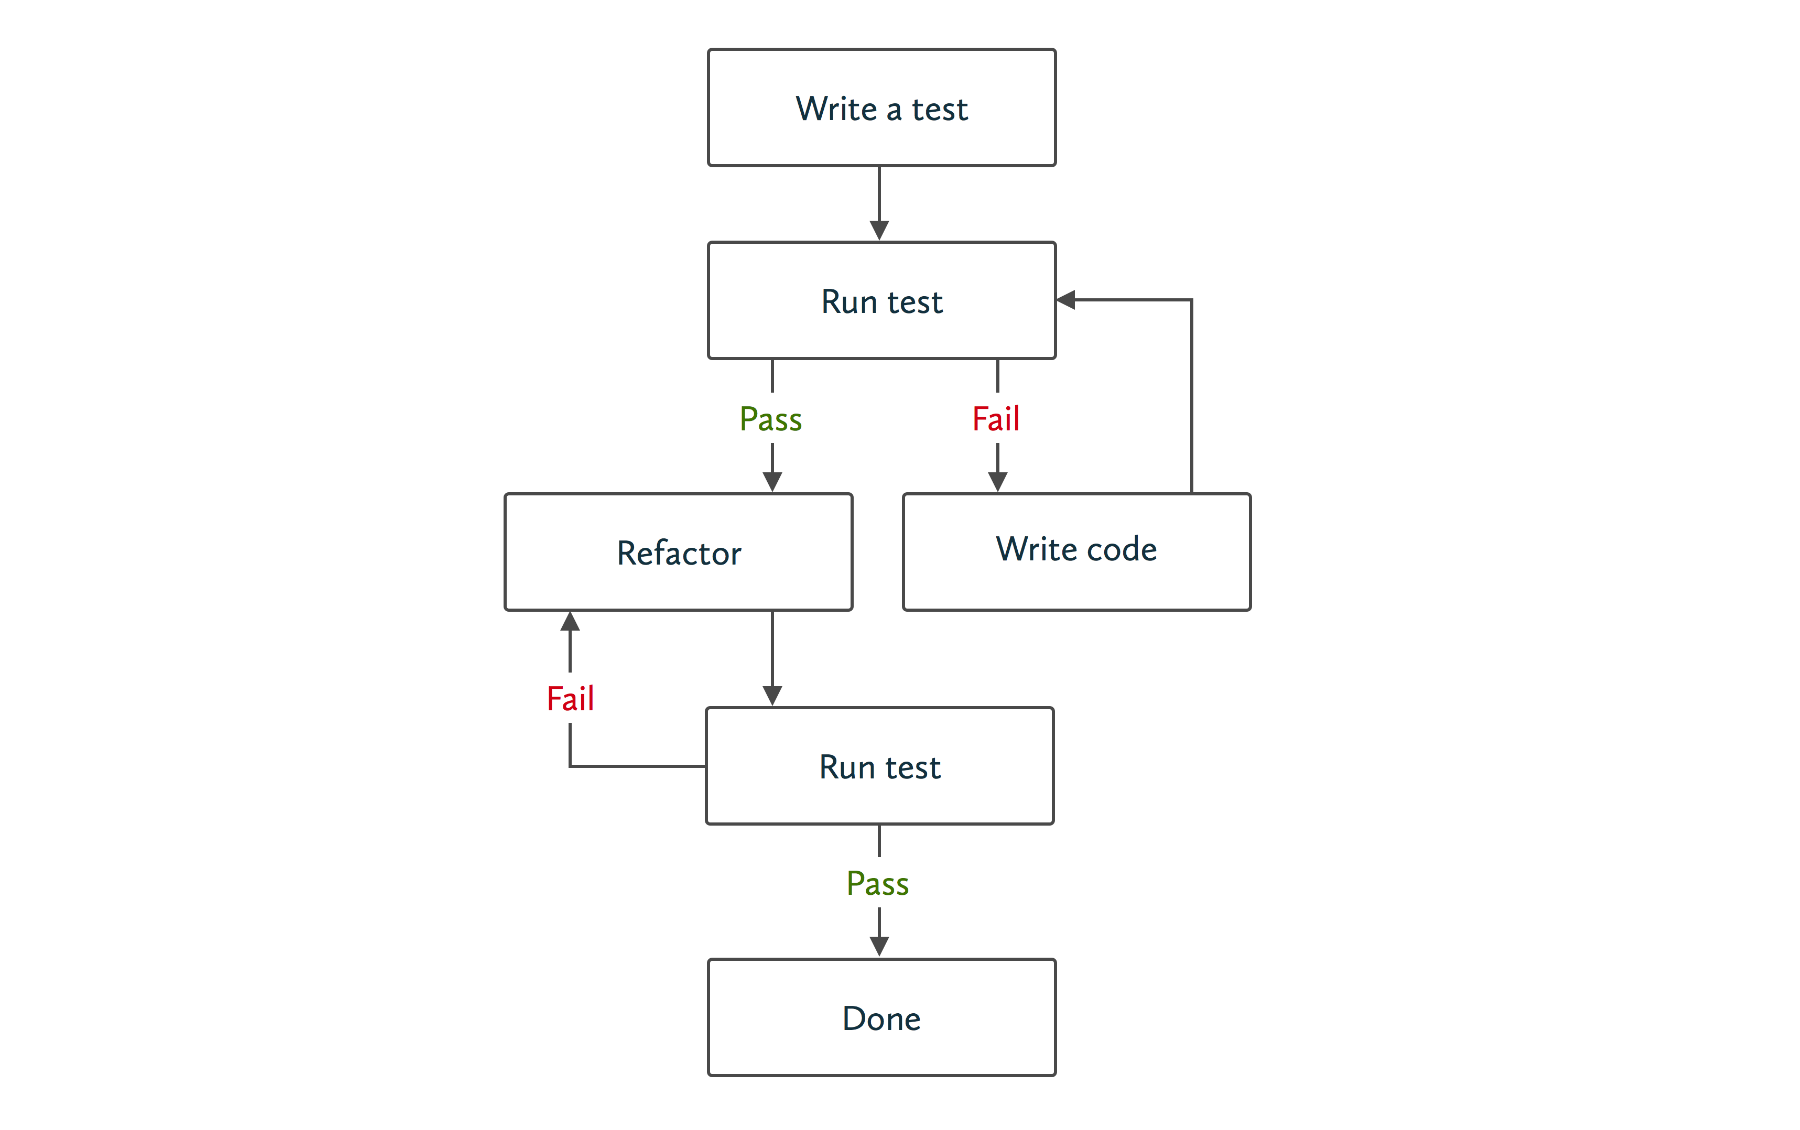 Write a test
Run test
Pass
Fail
Refactor
Write code
Fail
Run test
Pass
Done